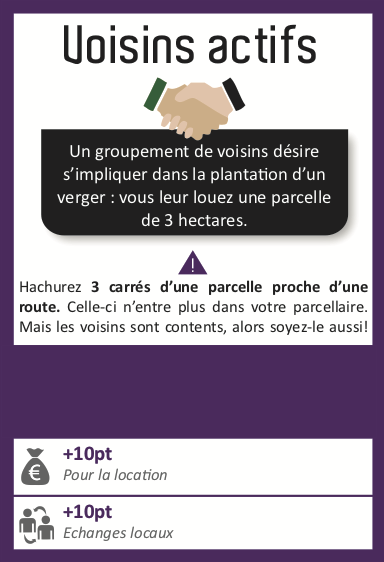 Voisins actifs
Un groupement de voisins désire
s'impliquer dans la plantation d'un
verger : vous leur louez une parcelle
de 3 hectares.
!
Hachurez 3 carrés d'une parcelle proche d'une
route. Celle-ci n'entre plus dans votre parcellaire.
Mais les voisins sont contents, alors soyez-le aussi!
€
+10pt
Pour la location
+10pt
Echanges locaux